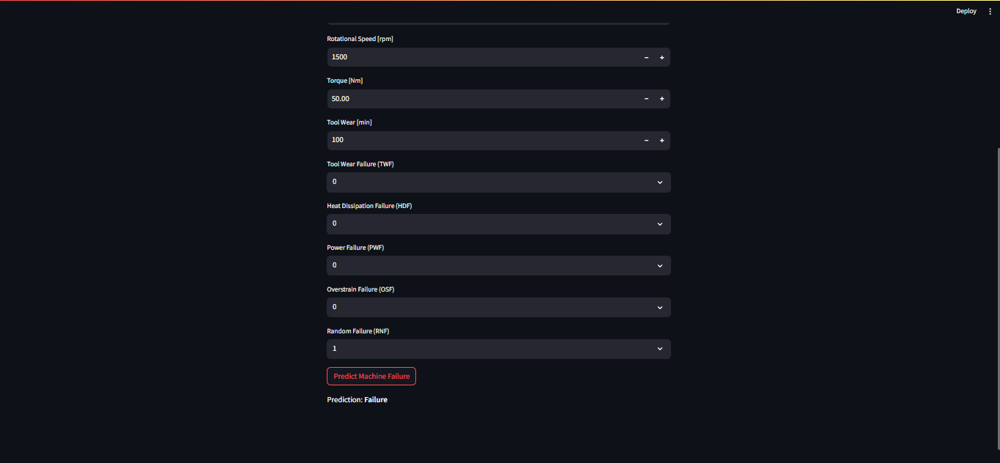 Deploy
Rotational Speed [rpm]
1500
Torque [Nm]
50.00
Tool Wear [min]
100
Tool Wear Failure (TWF)
0
Heat Dissipation Failure (HDF)
0
Power Failure (PWF)
0
Overstrain Failure (OSF)
0
Random Failure (RNF)
1
Predict Machine Failure
Prediction: Failure